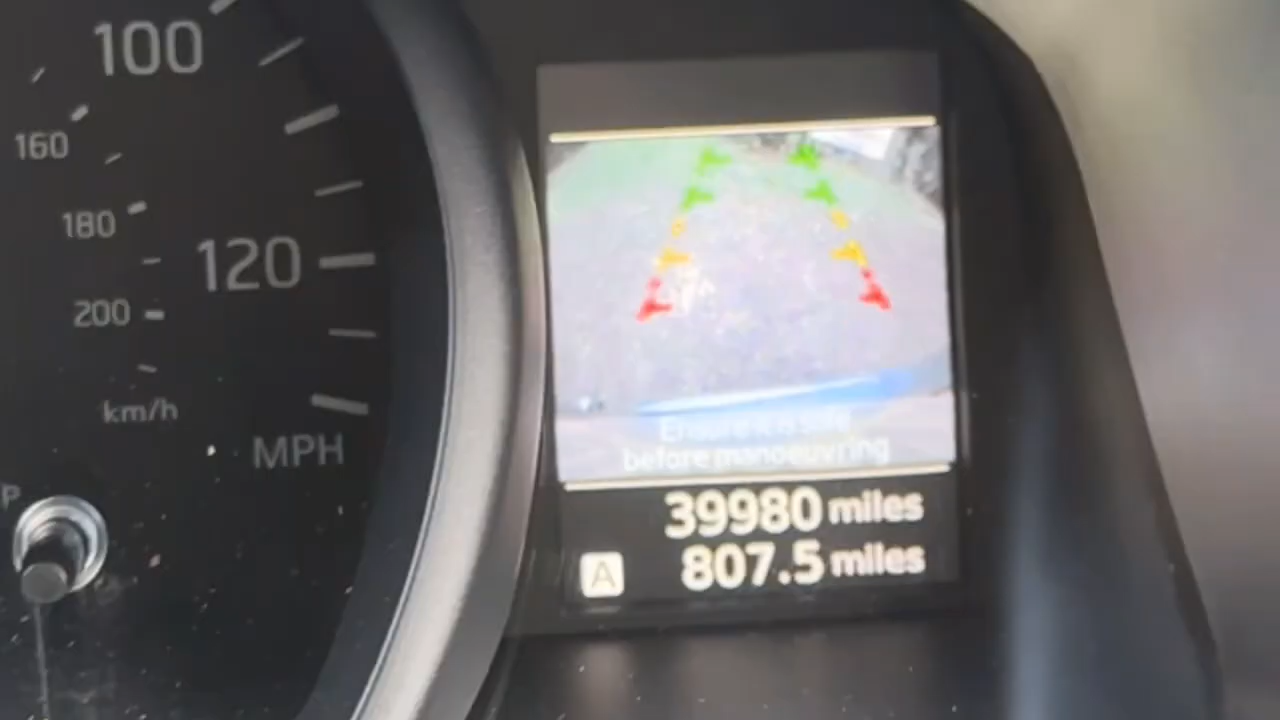 100
160
180
120
200
km/h
MPH
P
Ensure it is safe
before manoeuvring
39980 miles
A 807.5 miles